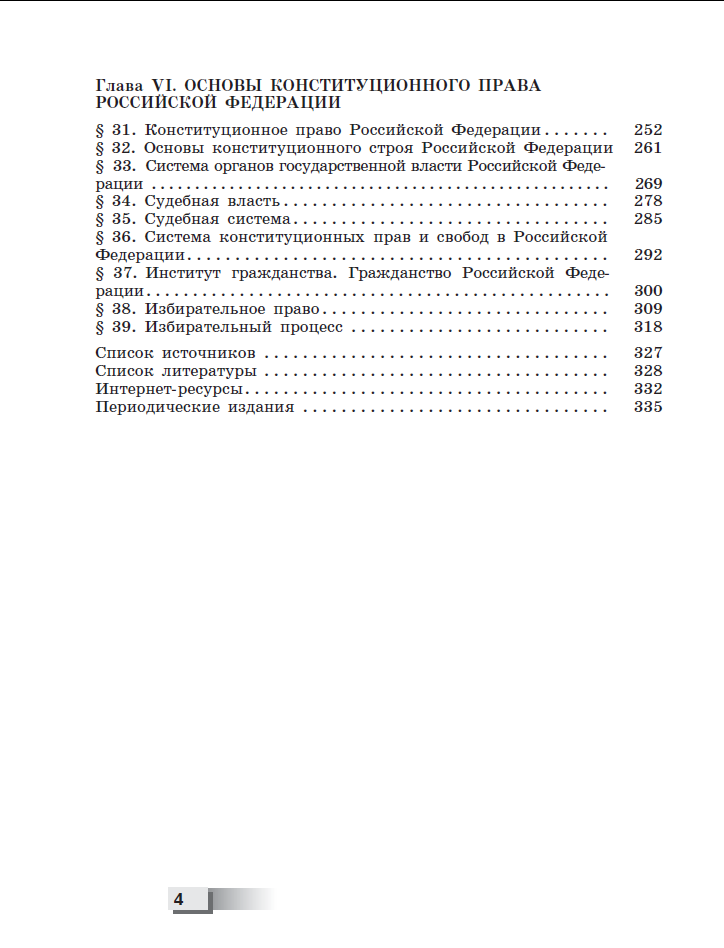 Глава VI. ОСНОВЫ КОНСТИТУЦИОННОГО ПРАВА
РОССИЙСКОЙ ФЕДЕРАЦИИ
§ 31. Конституционное право Российской Федерации . . . . . . . 252
§ 32. Основы конституционного строя Российской Федерации 261
§ 33. Система органов государственной власти Российской Феде-
рации . . . . . . . . . . . . . . . . . . . . . . . . . . . . . . . . . . . . . . . . . . . . . . . . 269
§ 34. Судебная власть . . . . . . . . . . . . . . . . . . . . . . . . . . . . . . . . . . 278
§ 35. Судебная система . . . . . . . . . . . . . . . . . . . . . . . . . . . . . . . . . 285
§ 36. Система конституционных прав и свобод в Российской
Федерации . . . . . . . . . . . . . . . . . . . . . . . . . . . . . . . . . . . . . . . . . . . . 292
§ 37. Институт гражданства. Гражданство Российской Феде-
рации . . . . . . . . . . . . . . . . . . . . . . . . . . . . . . . . . . . . . . . . . . . . . . . . 300
§ 38. Избирательное право . . . . . . . . . . . . . . . . . . . . . . . . . . . . . . 309
§ 39. Избирательный процесс . . . . . . . . . . . . . . . . . . . . . . . . . . . 318
Список источников . . . . . . . . . . . . . . . . . . . . . . . . . . . . . . . . . . . . 327
Список литературы . . . . . . . . . . . . . . . . . . . . . . . . . . . . . . . . . . . . 328
Интернет-ресурсы . . . . . . . . . . . . . . . . . . . . . . . . . . . . . . . . . . . . . . 332
Периодические издания . . . . . . . . . . . . . . . . . . . . . . . . . . . . . . . . 335
4